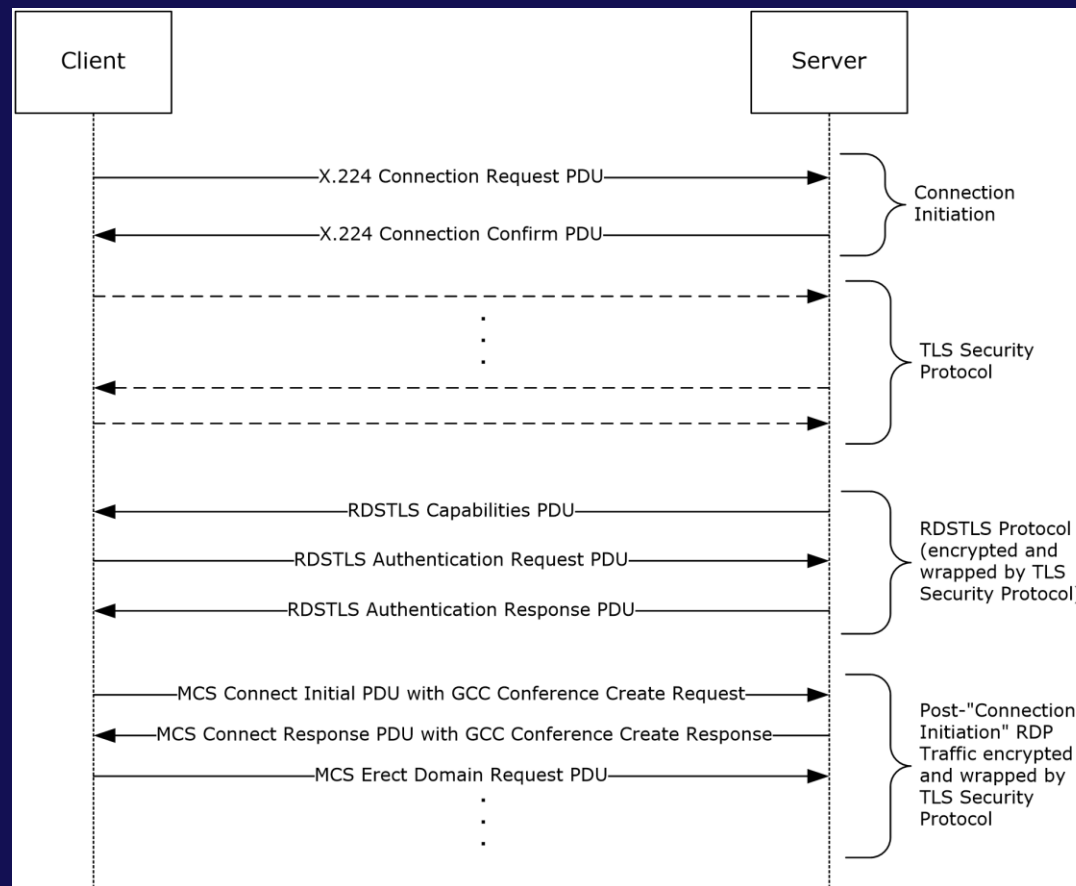 Client
Server
X.224 Connection Request PDU
X.224 Connection Confirm PDU
Connection
Initiation
TLS Security
Protocol
RDSTLS Capabilities PDU
RDSTLS Authentication Request PDU
RDSTLS Authentication Response PDU
RDSTLS Protocol
(encrypted and
wrapped by TLS
Security Protocol)
MCS Connect Initial PDU with GCC Conference Create Request
MCS Connect Response PDU with GCC Conference Create Response
MCS Erect Domain Request PDU
Post-"Connection
Initiation" RDP
Traffic encrypted
and wrapped by
TLS Security
Protocol